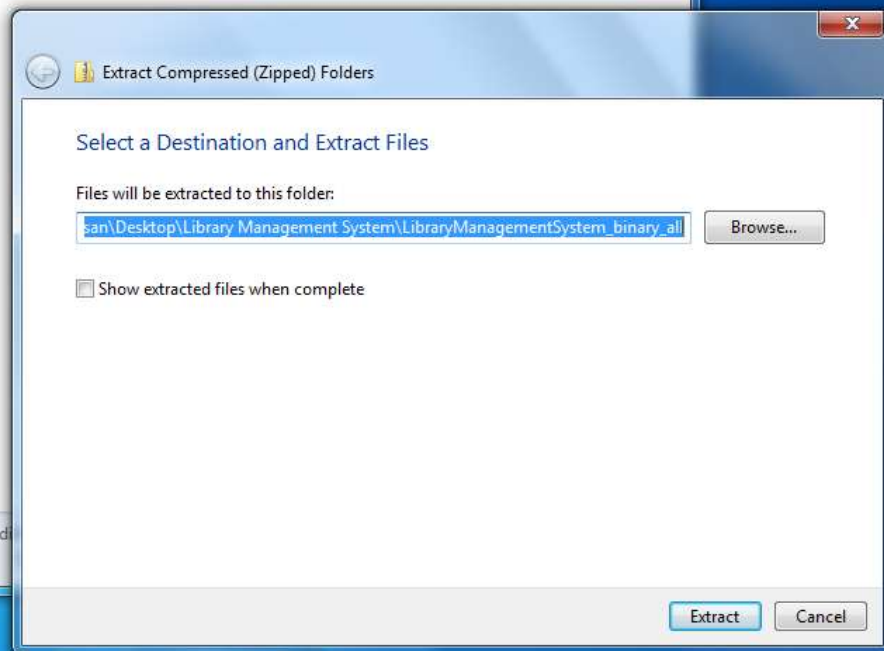 Extract Compressed (Zipped) Folders
Select a Destination and Extract Files
Files will be extracted to this folder:
san\Desktop\Library Management System\LibraryManagementSystem_binary_all
Browse...
Show extracted files when complete
di
Extract
Cancel